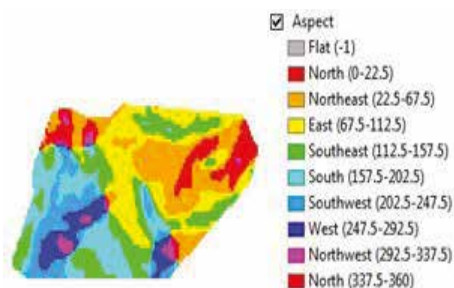 Aspect
Flat (-1)
North (0-22.5)
Northeast (22.5-67.5)
East (67.5-112.5)
Southeast (112.5-157.5)
South (157.5-202.5)
Southwest (202.5-247.5)
West (247.5-292.5)
Northwest (292.5-337.5)
North (337.5-360)